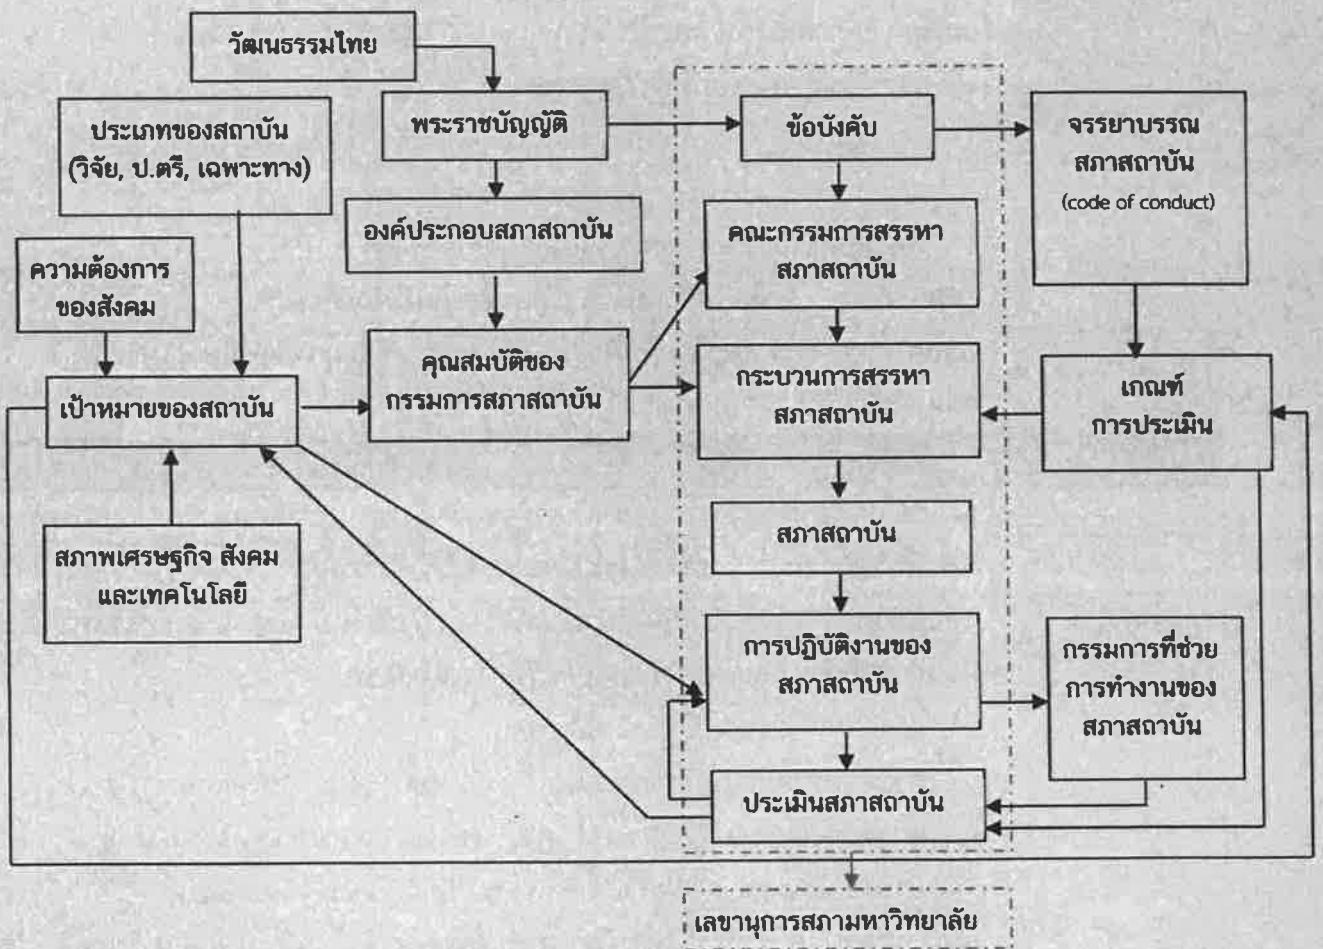 วัฒนธรรมไทย
ประเภทของสถาบัน
(วิจัย, ป.ตรี, เฉพาะทาง)
พระราชบัญญัติ
ข้อบังคับ
จรรยาบรรณ
สภาสถาบัน
(code of conduct)
องค์ประกอบสภาสถาบัน
คณะกรรมการสรรหา
สภาสถาบัน
ความต้องการ
ของสังคม
คุณสมบัติของ
กรรมการสภาสถาบัน
กระบวนการสรรหา
สภาสถาบัน
เกณฑ์
การประเมิน
เป้าหมายของสถาบัน
สภาสถาบัน
สภาพเศรษฐกิจ สังคม
และเทคโนโลยี
การปฏิบัติงานของ
สภาสถาบัน
กรรมการที่ช่วย
การทำงานของ
สภาสถาบัน
ประเมินสภาสถาบัน
เลขานุการสภามหาวิทยาลัย